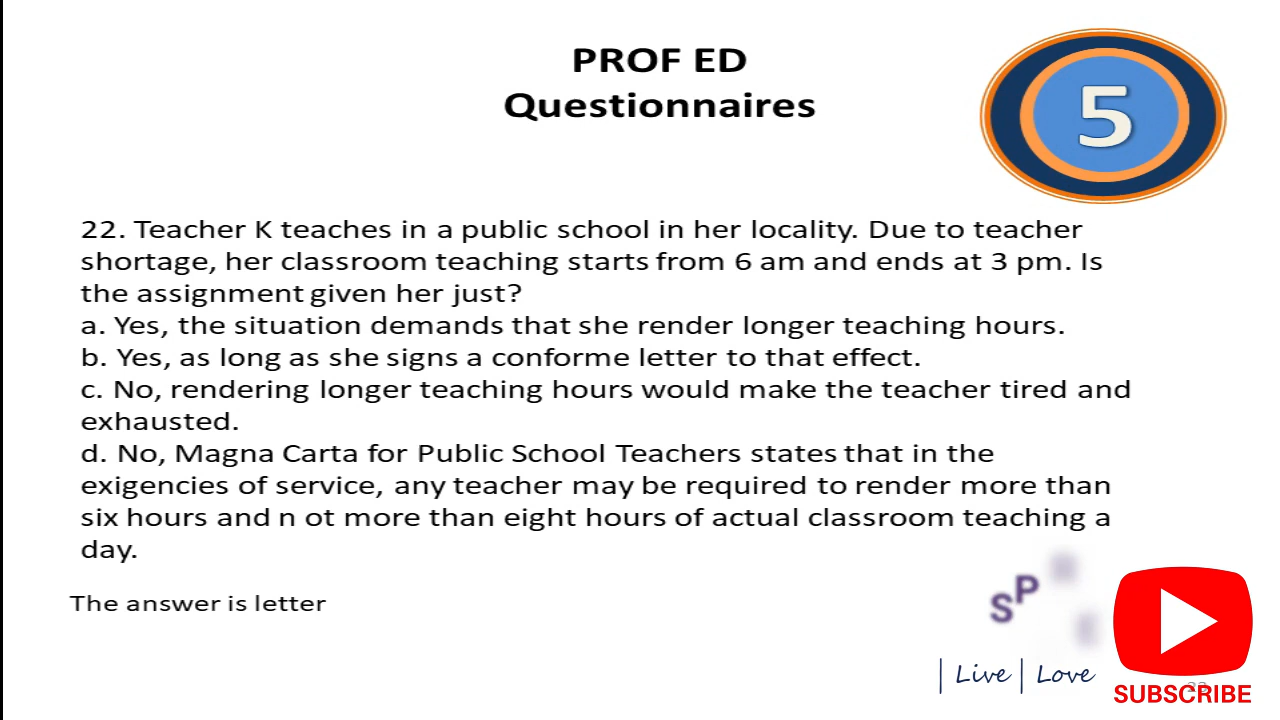 PROF ED
Questionnaires
5
22. Teacher K teaches in a public school in her locality. Due to teacher
shortage, her classroom teaching starts from 6 am and ends at 3 pm. Is
the assignment given her just?
a. Yes, the situation demands that she render longer teaching hours.
b. Yes, as long as she signs a conforme letter to that effect.
c. No, rendering longer teaching hours would make the teacher tired and
exhausted.
d. No, Magna Carta for Public School Teachers states that in the
exigencies of service, any teacher may be required to render more than
six hours and n ot more than eight hours of actual classroom teaching a
day.
The answer is letter
SP
| Live | Love
SUBSCRIBE